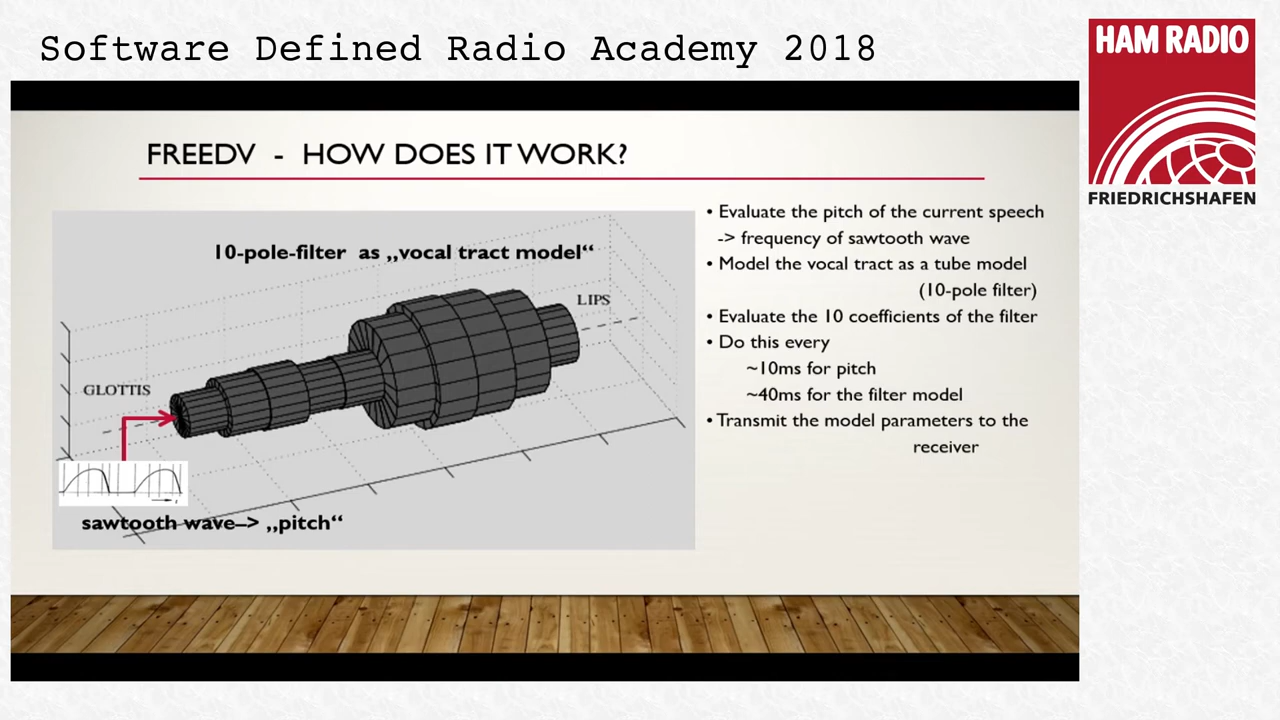 Software Defined Radio Academy 2018
HAM RADIO
FRIEDRICHSHAFEN
FREEDV - HOW DOES IT WORK?
10-pole-filter as „vocal tract model“
LIPS
GLOTTIS
t
sawtooth wave–> „pitch“
• Evaluate the pitch of the current speech
-> frequency of sawtooth wave
• Model the vocal tract as a tube model
(10-pole filter)
• Evaluate the 10 coefficients of the filter
• Do this every
~10ms for pitch
~40ms for the filter model
• Transmit the model parameters to the
receiver